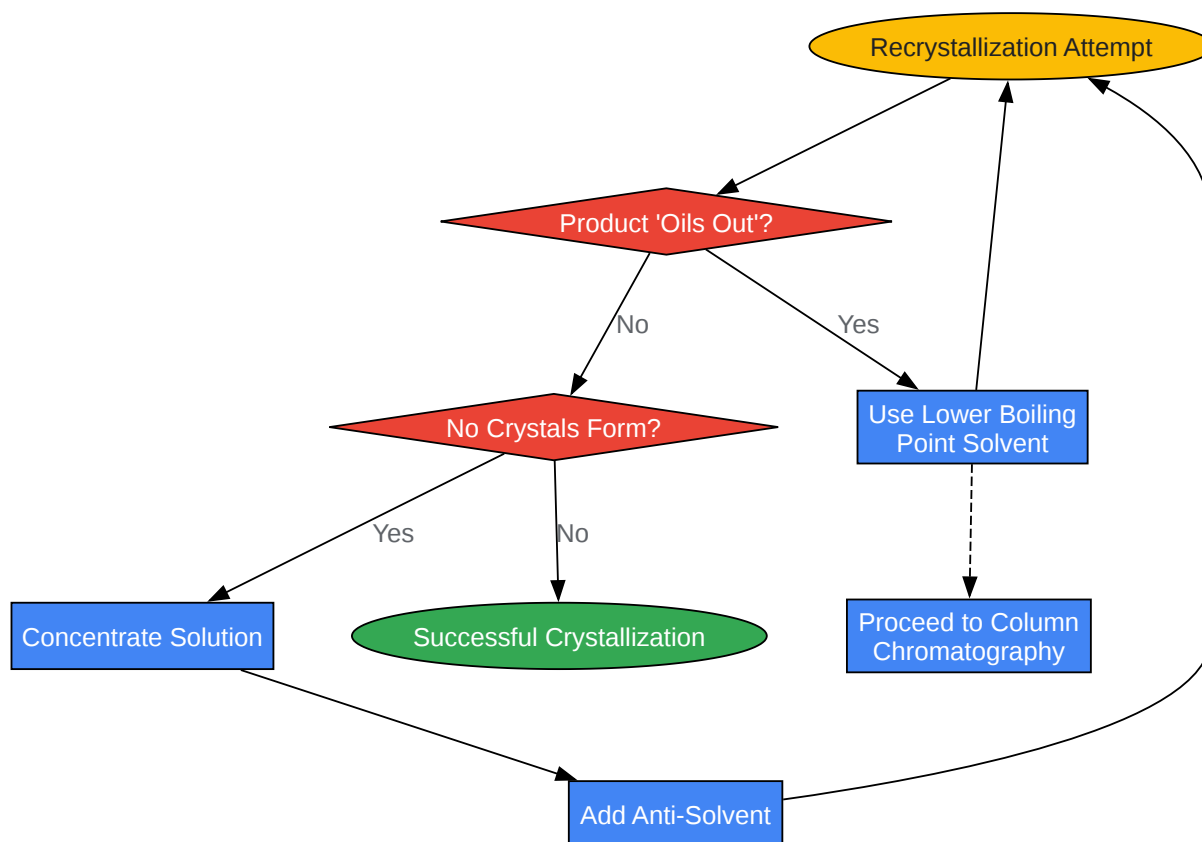 Recrystallization Attempt
Product 'Oils Out'?
No
Yes
Use Lower Boiling
Point Solvent
No Crystals Form?
Yes
No
Concentrate Solution
Successful Crystallization
Proceed to Column
Chromatography
Add Anti-Solvent